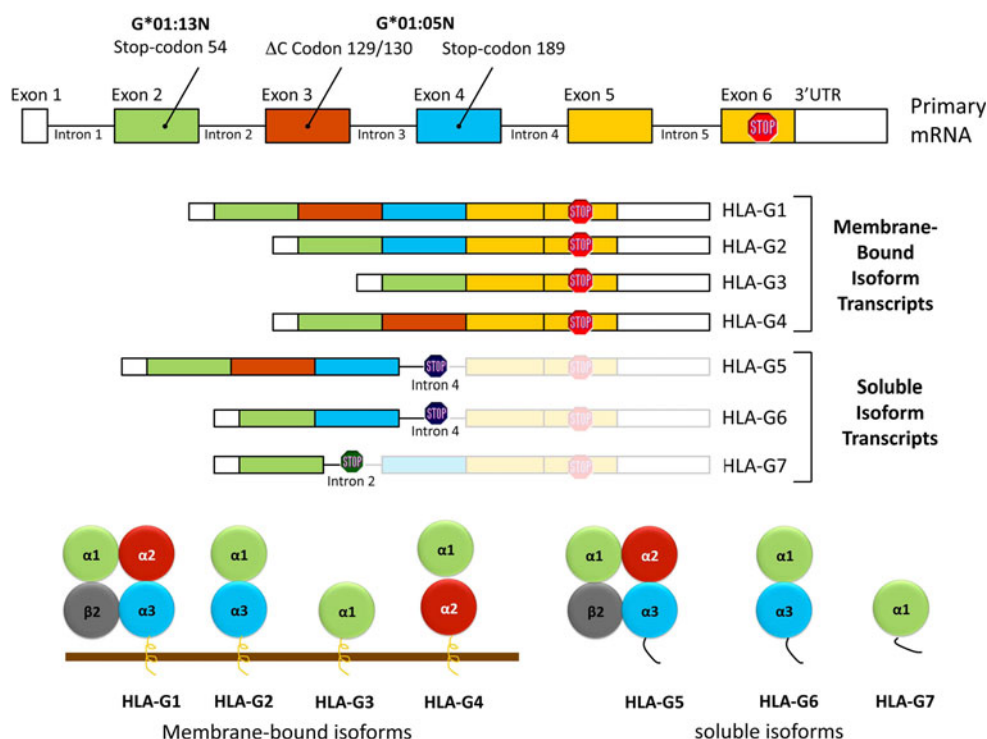 G*01:13N
Stop-codon 54
G*01:05N
ΔC Codon 129/130
Stop-codon 189
Exon 1
Exon 2
Exon 3
Exon 4
Exon 5
Exon 6
3'UTR
Intron 1
Intron 2
Intron 3
Intron 4
Intron 5
STOP
Primary
mRNA
STOP
HLA-G1
STOP
HLA-G2
STOP
HLA-G3
STOP
HLA-G4
Membrane-
Bound
Isoform
Transcripts
STOP
Intron 4
STOP
HLA-G5
STOP
Intron 4
STOP
HLA-G6
STOP
Intron 2
STOP
HLA-G7
Soluble
Isoform
Transcripts
α1 α2
β2 α3
α1
α3
α1
α1
α2
α1 α2
β2 α3
α1
α3
α1
HLA-G1 HLA-G2 HLA-G3 HLA-G4
Membrane-bound isoforms
HLA-G5 HLA-G6 HLA-G7
soluble isoforms